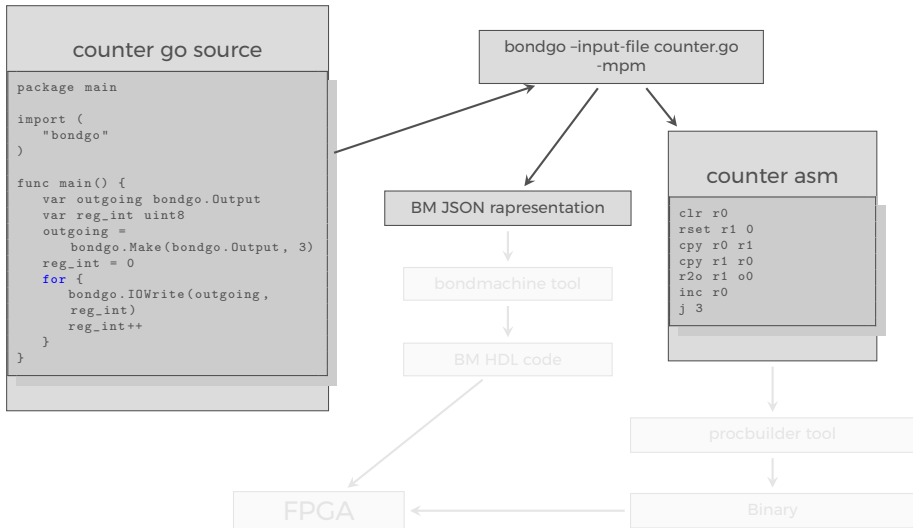 counter go source
package main
import (
"bondgo"
)
func main() {
var outgoing bondgo.Output
var reg_int uint8
outgoing =
bondgo.Make(bondgo.Output, 3)
reg_int = 0
for {
bondgo.IOWrite(outgoing,
reg_int)
reg_int++
}
}
bondgo –input-file counter.go
-mpm
BM JSON rapresentation
bondmachine tool
BM HDL code
FPGA
counter asm
clr r0
rset r1 0
cpy r0 r1
cpy r1 r0
r2o r1 o0
inc r0
j 3
procbuilder tool
Binary